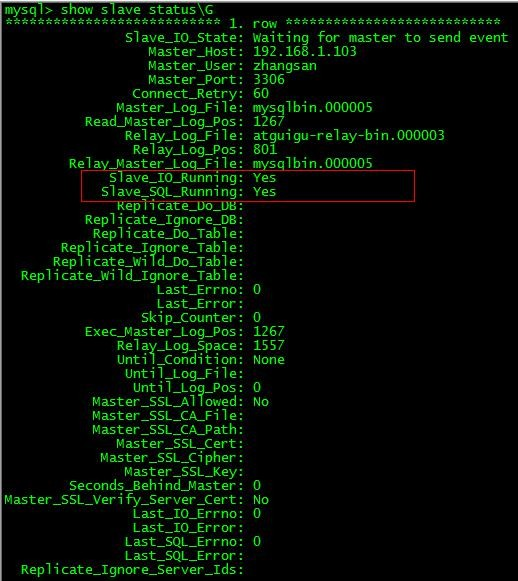 mysql> show slave status\G
*************************** 1. row ***************************
Slave_IO_State: Waiting for master to send event
Master_Host: 192.168.1.103
Master_User: zhangsan
Master_Port: 3306
Connect_Retry: 60
Master_Log_File: mysqlbin.000005
Read_Master_Log_Pos: 1267
Relay_Log_File: atguigu-relay-bin.000003
Relay_Log_Pos: 801
Relay_Master_Log_File: mysqlbin.000005
Slave_IO_Running: Yes
Slave_SQL_Running: Yes
Replicate_Do_DB:
Replicate_Ignore_DB:
Replicate_Do_Table:
Replicate_Ignore_Table:
Replicate_Wild_Do_Table:
Replicate_Wild_Ignore_Table:
Last_Errno: 0
Last_Error:
Skip_Counter: 0
Exec_Master_Log_Pos: 1267
Relay_Log_Space: 1557
Until_Condition: None
Until_Log_File:
Until_Log_Pos: 0
Master_SSL_Allowed: No
Master_SSL_CA_File:
Master_SSL_CA_Path:
Master_SSL_Cert:
Master_SSL_Cipher:
Master_SSL_Key:
Seconds_Behind_Master: 0
Master_SSL_Verify_Server_Cert: No
Last_IO_Errno: 0
Last_IO_Error:
Last_SQL_Errno: 0
Last_SQL_Error:
Replicate_Ignore_Server_Ids: